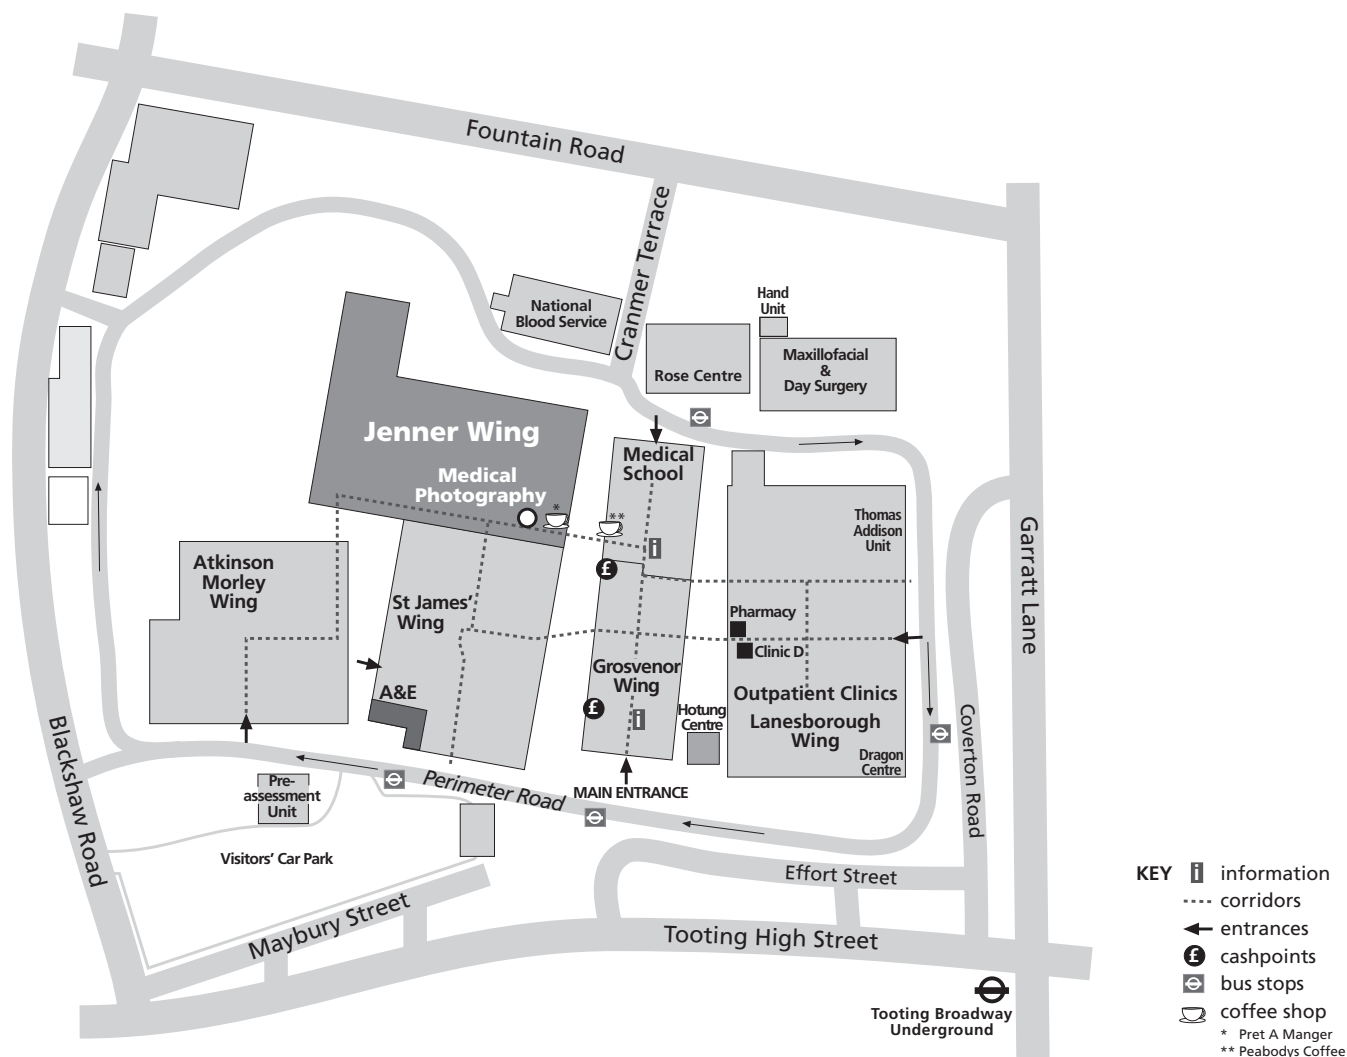 Fountain Road
Cranmer Terrace
National
Blood Service
Hand
Unit
Maxillofacial
&
Day Surgery
Rose Centre
Jenner Wing
Medical
Photography
*
**
Medical
School
i
£
Thomas
Addison
Unit
Garratt Lane
Atkinson
Morley
Wing
St James’
Wing
Pharmacy
Clinic D
Grosvenor
Wing
A&E
£
i
Hotung
Centre
Outpatient Clinics
Lanesborough
Wing
Dragon
Centre
Coverton Road
Blackshaw Road
Pre-
assessment
Unit
Perimeter Road
MAIN ENTRANCE
Visitors’ Car Park
Effort Street
Maybury Street
Tooting High Street
Tooting Broadway
Underground
KEY i information
corridors
entrances
£ cashpoints
bus stops
coffee shop
* Pret A Manger
** Peabodys Coffee